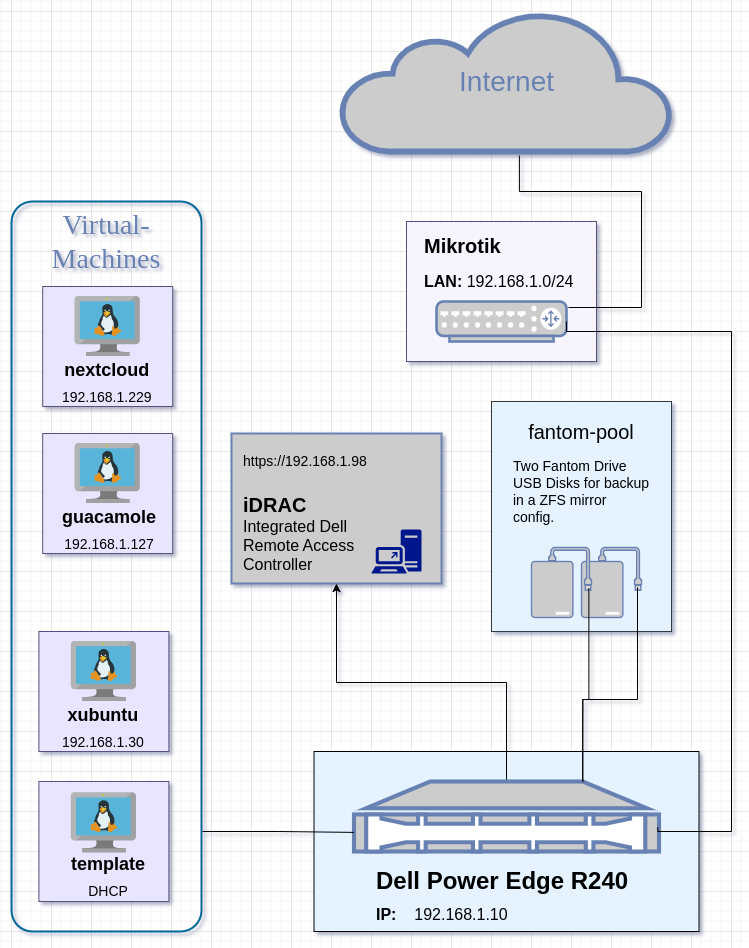 Internet
Virtual-
Machines
nextcloud
192.168.1.229
guacamole
192.168.1.127
xubuntu
192.168.1.30
template
DHCP
Mikrotik
LAN: 192.168.1.0/24
https://192.168.1.98
iDRAC
Integrated Dell
Remote Access
Controller
fantom-pool
Two Fantom Drive
USB Disks for backup
in a ZFS mirror
config.
Dell Power Edge R240
IP: 192.168.1.10